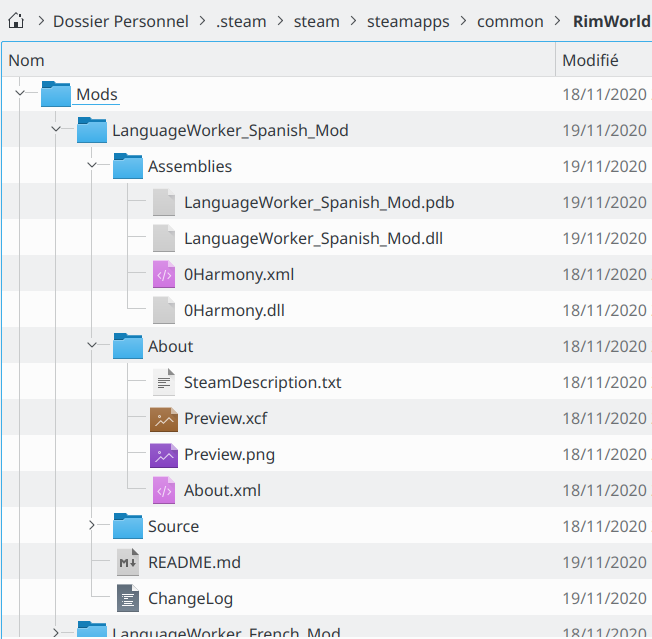 Dossier Personnel > .steam > steam > steamapps > common > RimWorld
Nom Modifié
Mods 18/11/2020
LanguageWorker_Spanish_Mod 19/11/2020
Assemblies 19/11/2020
LanguageWorker_Spanish_Mod.pdb 19/11/2020
LanguageWorker_Spanish_Mod.dll 19/11/2020
0Harmony.xml 18/11/2020
0Harmony.dll 18/11/2020
About 18/11/2020
SteamDescription.txt 18/11/2020
Preview.xcf 18/11/2020
Preview.png 18/11/2020
About.xml 18/11/2020
Source 18/11/2020
README.md 19/11/2020
ChangeLog 19/11/2020
LanguageWorker_French_Mod 18/11/2020